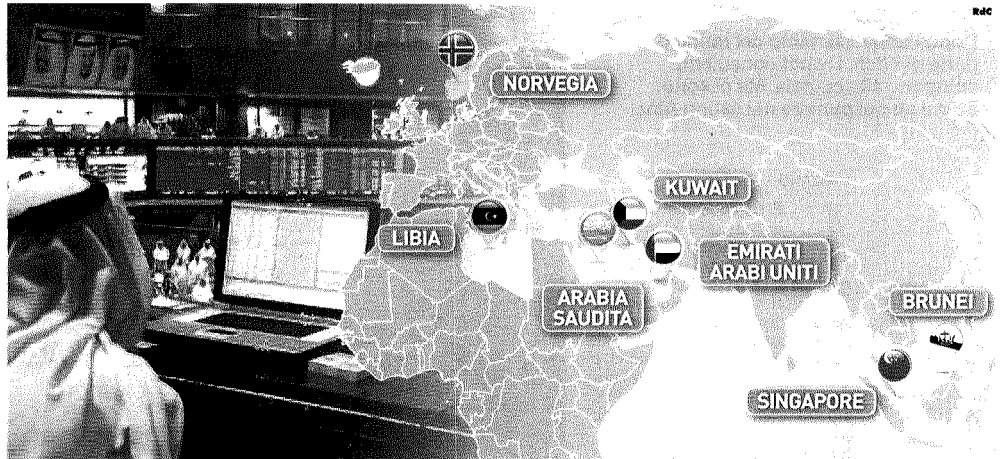 RdC
NORVEGIA
KUWAIT
LIBIA
EMIRATI
ARABI UNITI
ARABIA
SAUDITA
BRUNEI
SINGAPORE